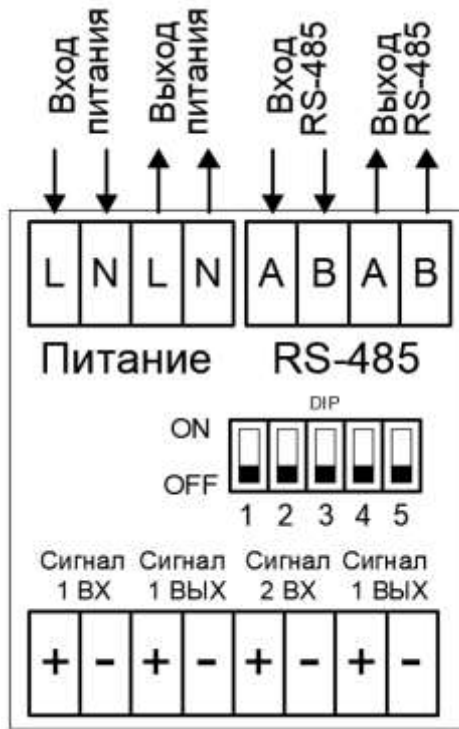 Вход
питания
Выход
питания
Вход
RS-485
Выход
RS-485
L N L N A B A B
Питание RS-485
DIP
ON
OFF
1 2 3 4 5
Сигнал Сигнал Сигнал Сигнал
1 ВХ 1 ВЫХ 2 ВХ 1 ВЫХ
+ - + - + - + -